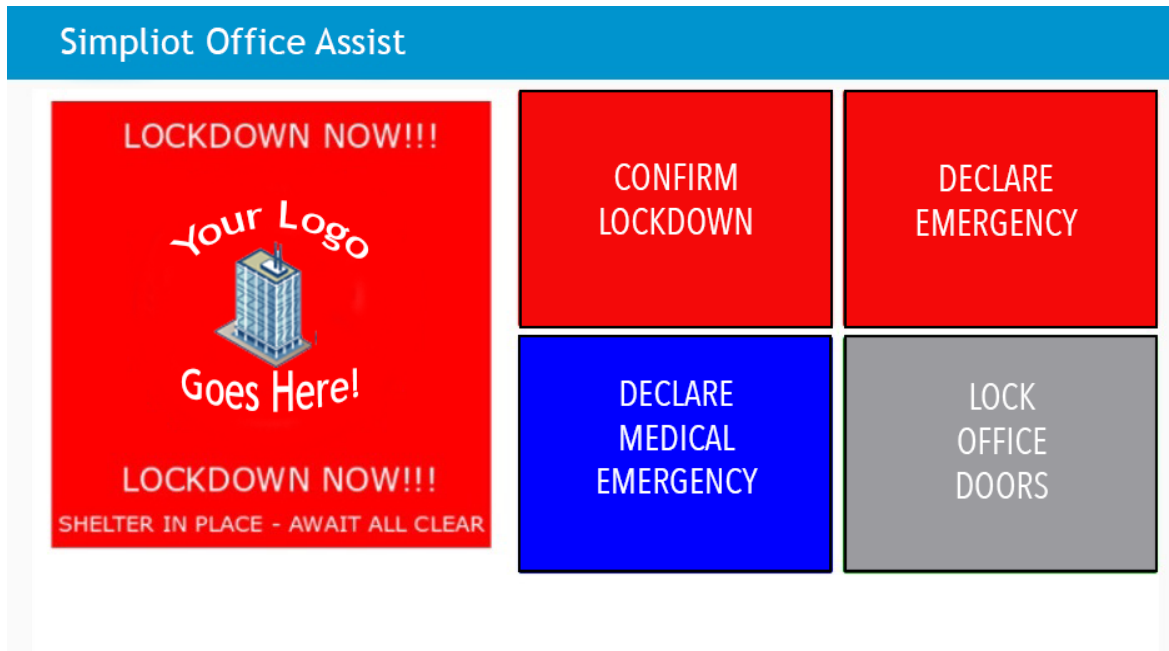 Simpliot Office Assist
LOCKDOWN NOW!!!
Your Logo
Goes Here!
LOCKDOWN NOW!!!
SHELTER IN PLACE - AWAIT ALL CLEAR
CONFIRM
LOCKDOWN
DECLARE
EMERGENCY
DECLARE
MEDICAL
EMERGENCY
LOCK
OFFICE
DOORS